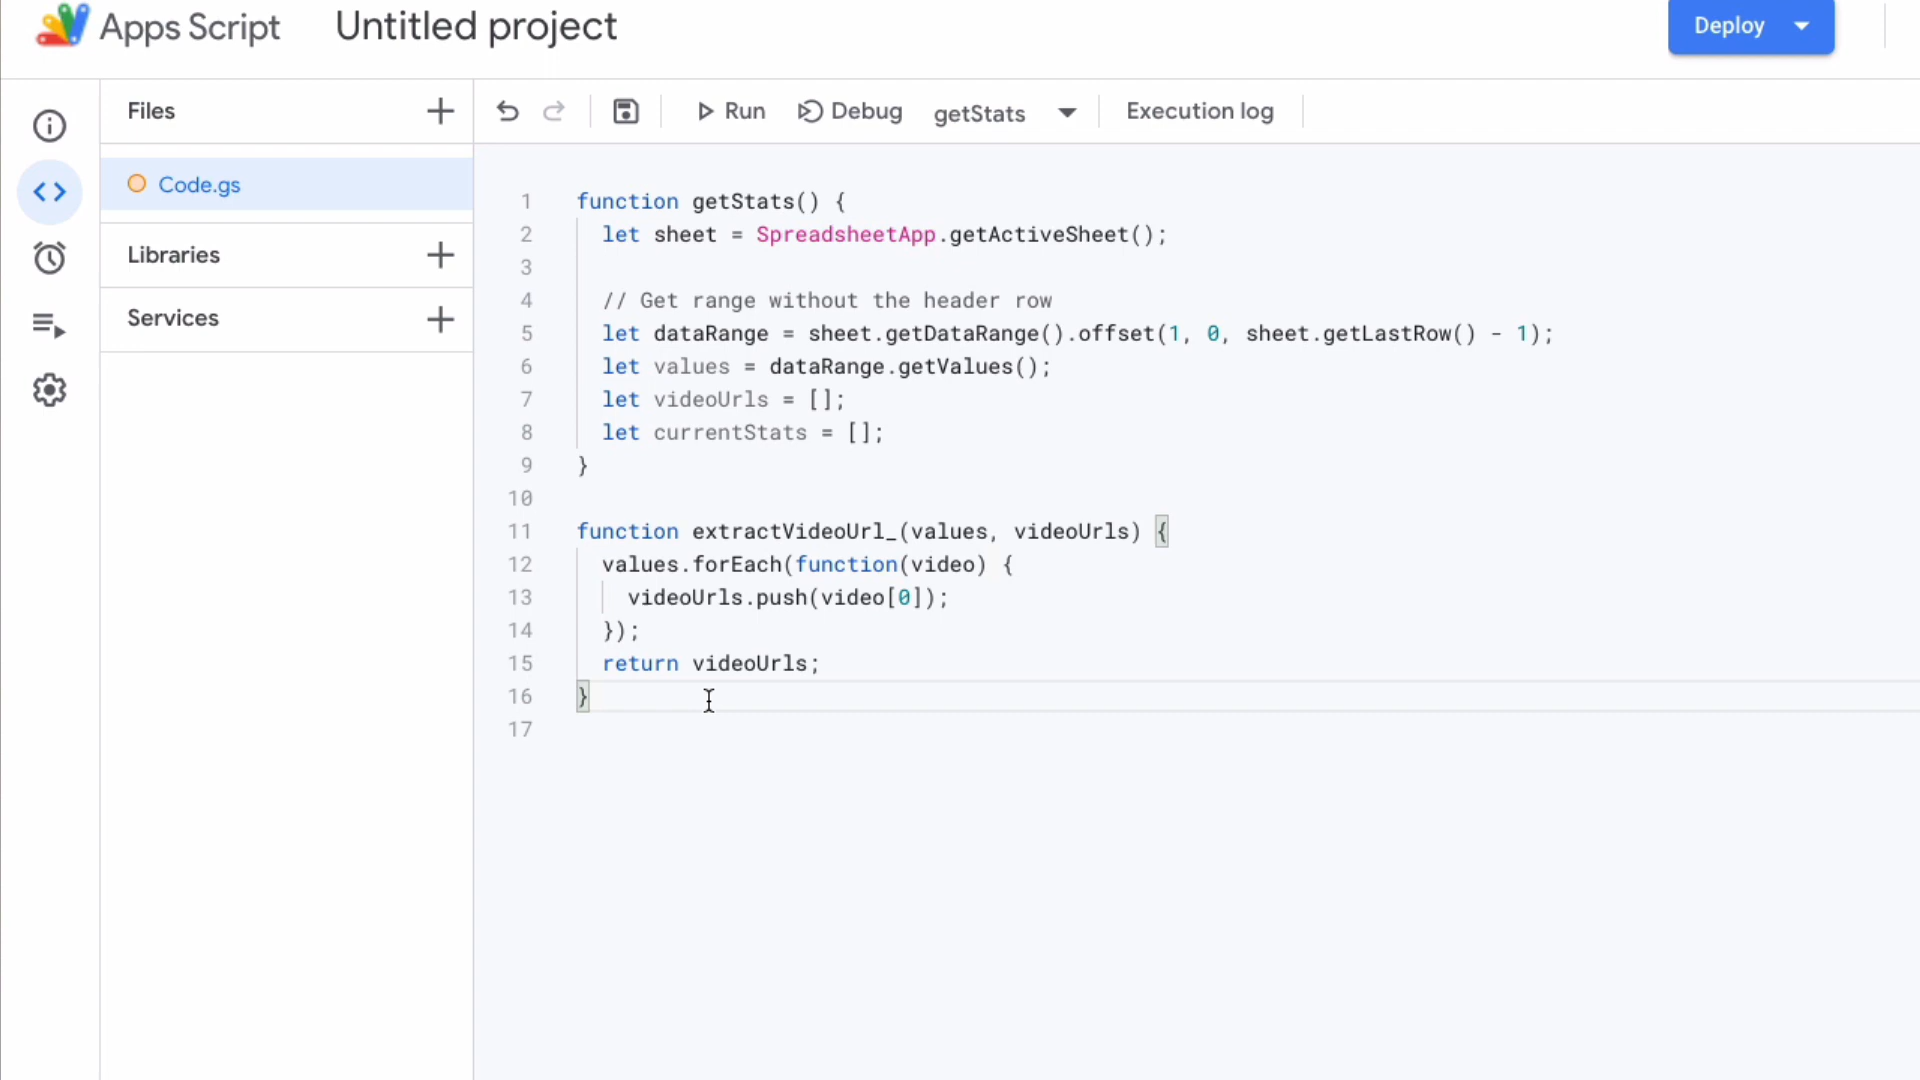 Apps Script Untitled project Deploy
Files + Run Debug getStats Execution log
Code.gs
Libraries +
Services +
1 function getStats() {
2 let sheet = SpreadsheetApp.getActiveSheet();
3
4 // Get range without the header row
5 let dataRange = sheet.getDataRange().offset(1, 0, sheet.getLastRow() - 1);
6 let values = dataRange.getValues();
7 let videoUrls = [];
8 let currentStats = [];
9 }
10
11 function extractVideoUrl_(values, videoUrls) {
12 values.forEach(function(video) {
13 videoUrls.push(video[0]);
14 });
15 return videoUrls;
16 }
17